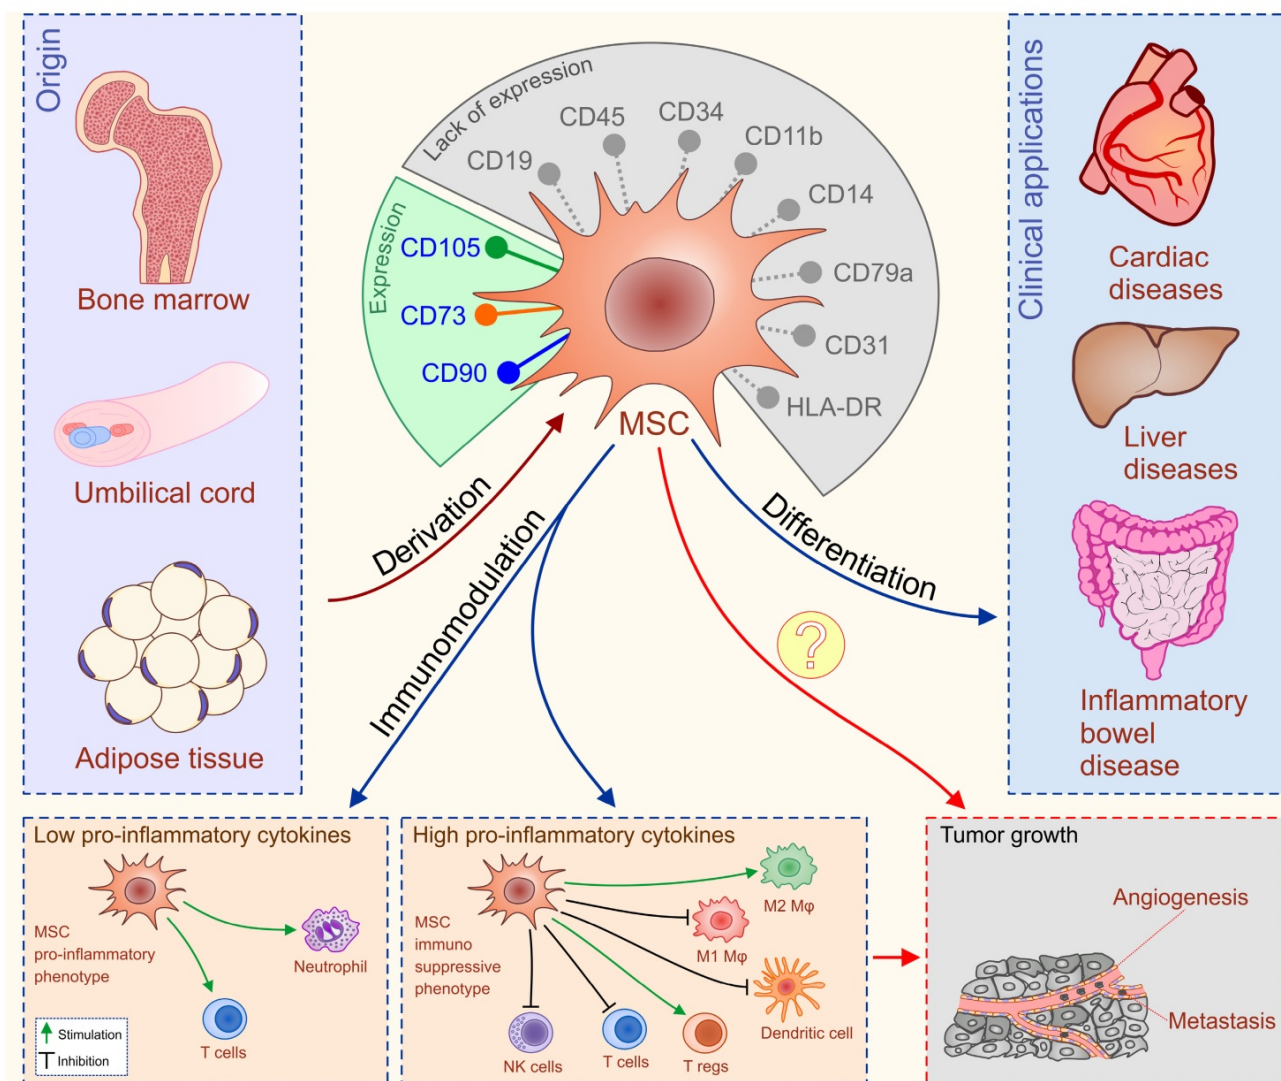 Origin
Bone marrow
Umbilical cord
Adipose tissue
Lack of expression
CD19
CD45
CD34
CD11b
CD14
CD79a
CD31
HLA-DR
Expression
CD105
CD73
CD90
MSC
Derivation
Immunomodulation
Differentiation
?
Clinical applications
Cardiac
diseases
Liver
diseases
Inflammatory
bowel
disease
Low pro-inflammatory cytokines
MSC
pro-inflammatory
phenotype
Neutrophil
T cells
Stimulation
Inhibition
High pro-inflammatory cytokines
MSC
immuno
suppressive
phenotype
M2 Mφ
M1 Mφ
Dendritic cell
NK cells
T cells
T regs
Tumor growth
Angiogenesis
Metastasis